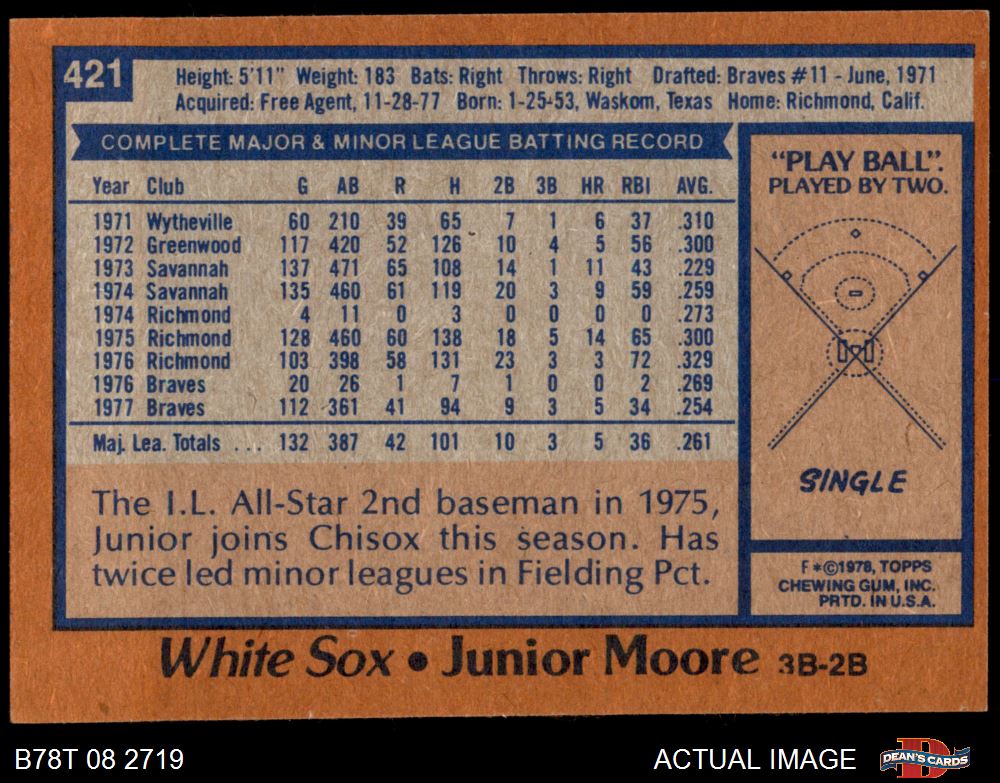 421
Height: 5'11" Weight: 183 Bats: Right Throws: Right Drafted: Braves #11 - June, 1971
Acquired: Free Agent, 11-28-77 Born: 1-25-53, Waskom, Texas Home: Richmond, Calif.
COMPLETE MAJOR & MINOR LEAGUE BATTING RECORD
Year Club G AB R H 2B 3B HR RBI AVG.
1971 Wytheville 60 210 39 65 7 1 6 37 .310
1972 Greenwood 117 420 52 126 10 4 5 56 .300
1973 Savannah 137 471 65 108 14 1 11 43 .229
1974 Savannah 135 460 61 119 20 3 9 59 .259
1974 Richmond 4 11 0 3 0 0 0 0 .273
1975 Richmond 128 460 60 138 18 5 14 65 .300
1976 Richmond 103 398 58 131 23 3 3 72 .329
1976 Braves 20 26 1 7 1 0 0 2 .269
1977 Braves 112 361 41 94 9 3 5 34 .254
Maj. Lea. Totals ... 132 387 42 101 10 3 5 36 .261
The I.L. All-Star 2nd baseman in 1975,
Junior joins Chisox this season. Has
twice led minor leagues in Fielding Pct.
"PLAY BALL".
PLAYED BY TWO.
SINGLE
F *©1978, TOPPS
CHEWING GUM, INC.
PRTD. IN U.S.A.
White Sox • Junior Moore 3B-2B
B78T 08 2719
ACTUAL IMAGE
D
DEAN'S CARDS